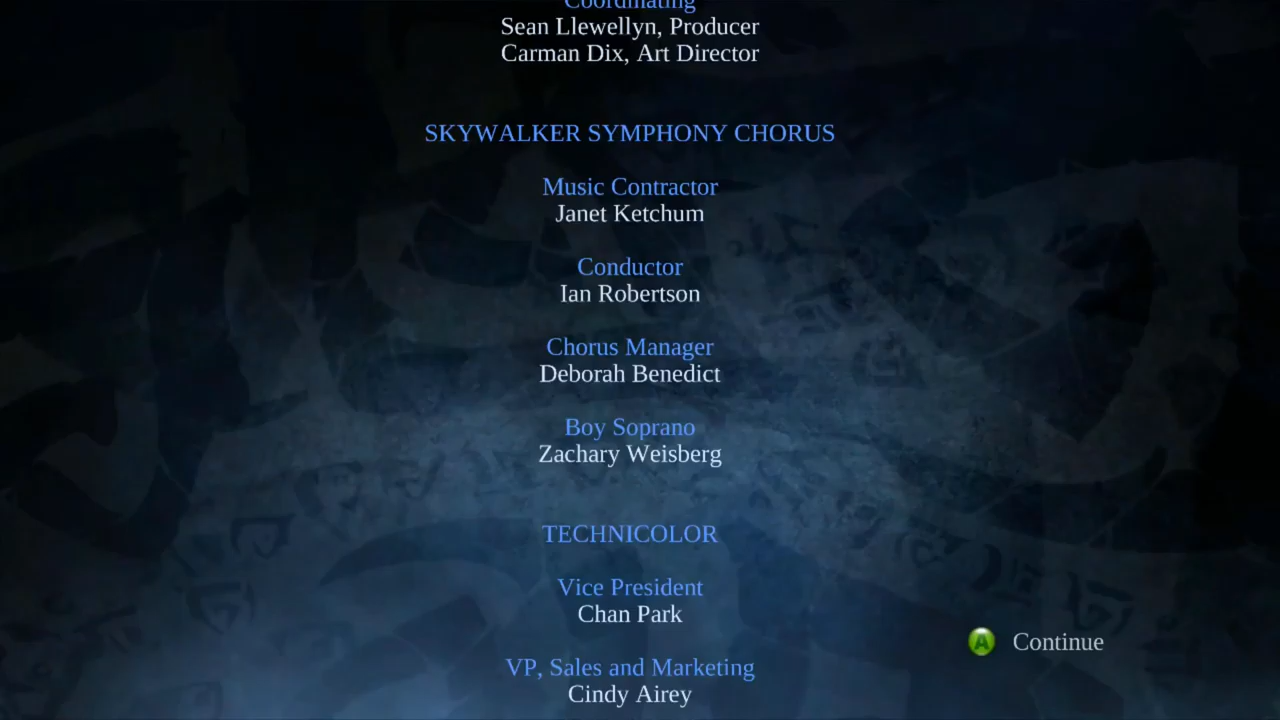 Coordinating
Sean Llewellyn, Producer
Carman Dix, Art Director
SKYWALKER SYMPHONY CHORUS
Music Contractor
Janet Ketchum
Conductor
Ian Robertson
Chorus Manager
Deborah Benedict
Boy Soprano
Zachary Weisberg
TECHNICOLOR
Vice President
Chan Park
VP, Sales and Marketing
Cindy Airey
A Continue